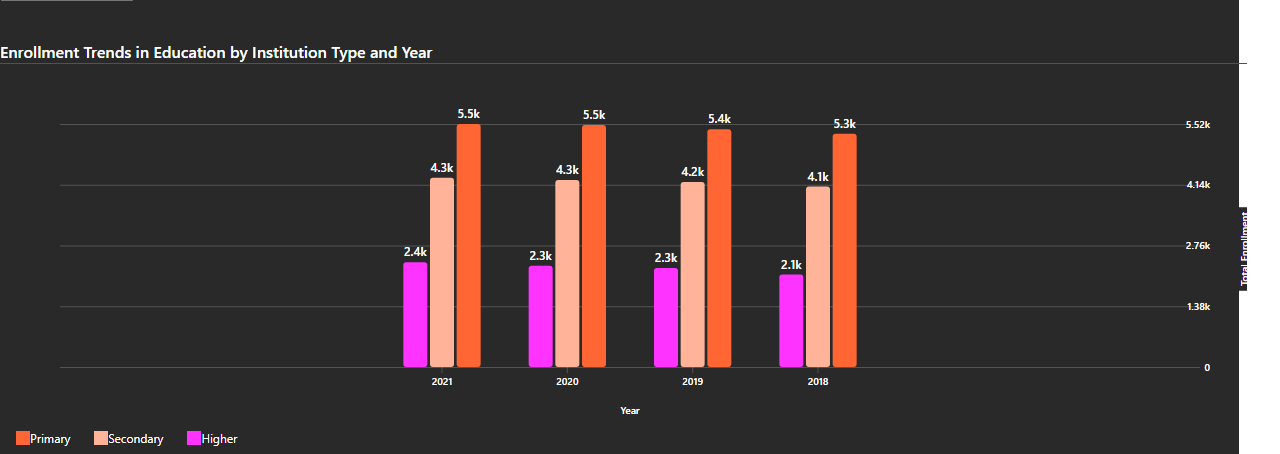 Enrollment Trends in Education by Institution Type and Year
5.5k 5.5k 5.4k 5.3k
5.52k
4.3k 4.3k 4.2k 4.1k
4.14k
2.4k 2.3k 2.3k 2.1k
2.76k
Total Enrollment
1.38k
0
2021 2020 2019 2018
Year
Primary Secondary Higher